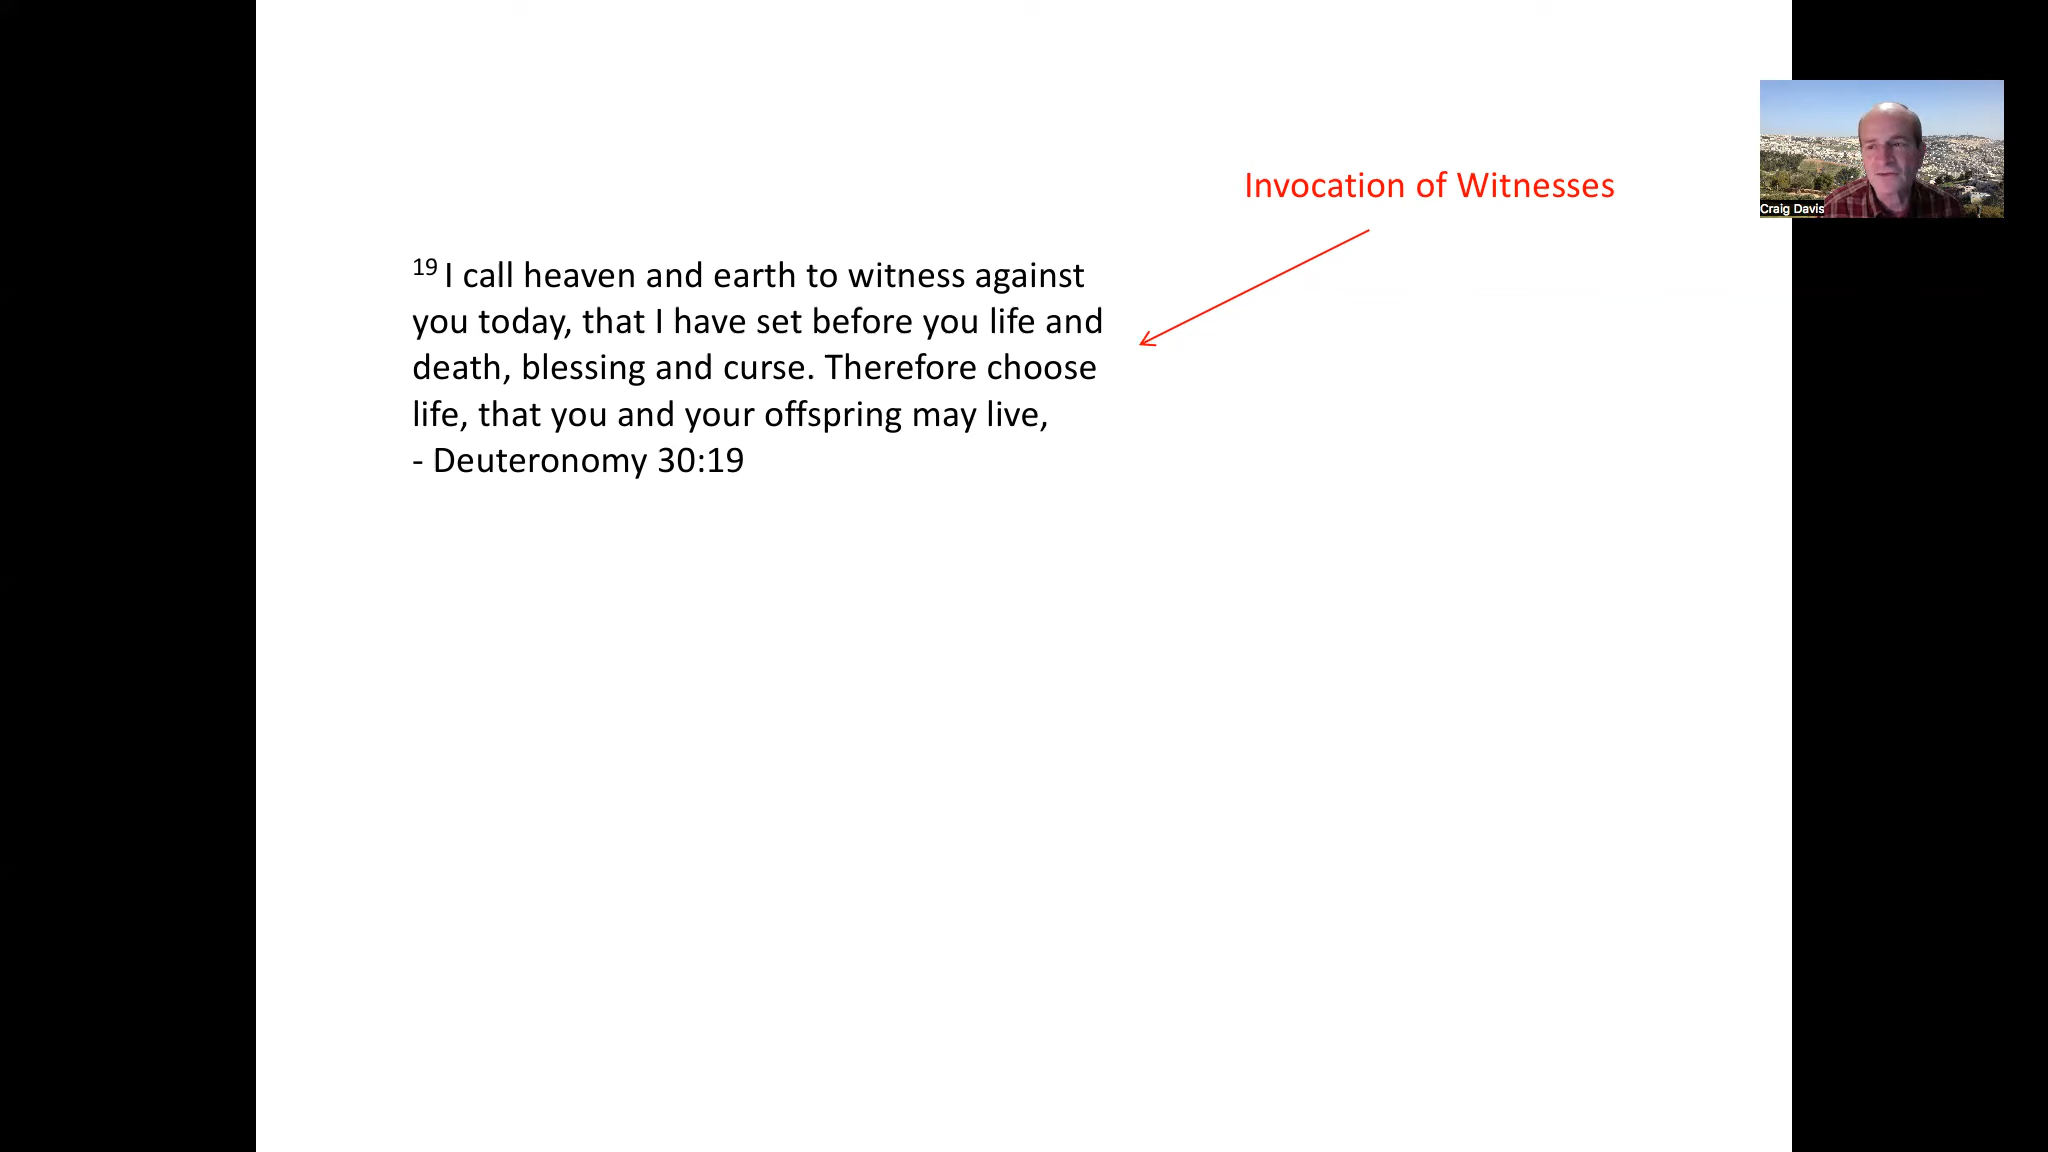 Invocation of Witnesses
Craig Davis
19 I call heaven and earth to witness against
you today, that I have set before you life and
death, blessing and curse. Therefore choose
life, that you and your offspring may live,
- Deuteronomy 30:19